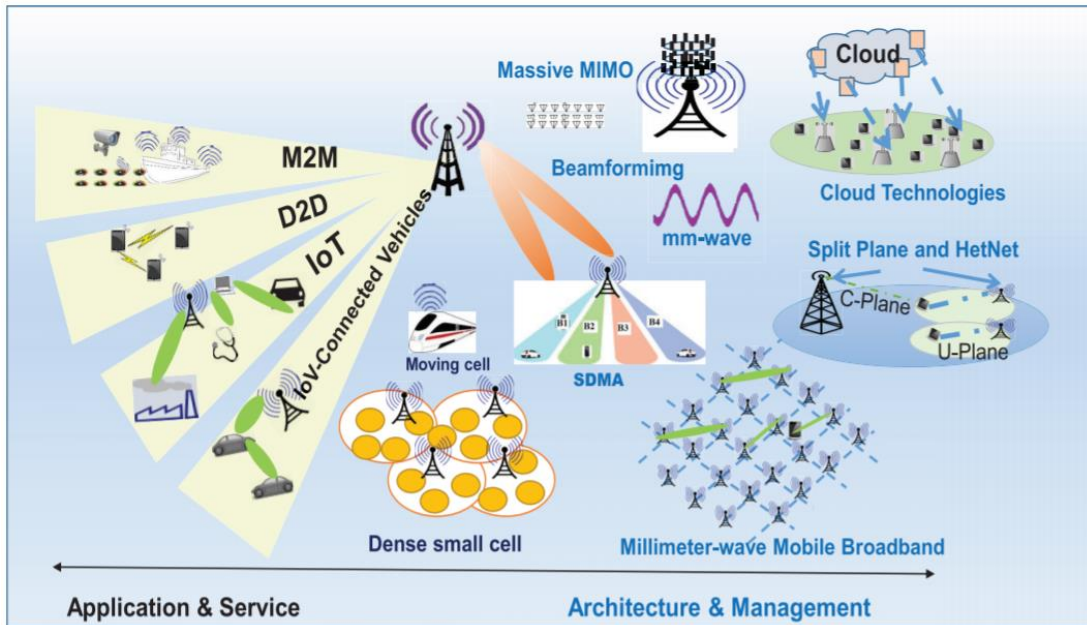 Massive MIMO
Cloud
M2M
D2D
IoT
IoV-Connected Vehicles
Beamformimg
mm-wave
Cloud Technologies
Split Plane and HetNet
C-Plane
U-Plane
Moving cell
B1
B2
B3
B4
SDMA
Dense small cell
Millimeter-wave Mobile Broadband
Application & Service
Architecture & Management